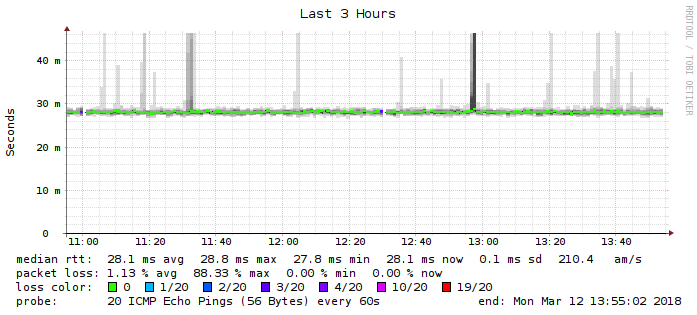 Last 3 Hours
RRDTOOL / TOBI OETIKER
Seconds
40 m
30 m
20 m
10 m
0
11:00 11:20 11:40 12:00 12:20 12:40 13:00 13:20 13:40
median rtt: 28.1 ms avg 28.8 ms max 27.8 ms min 28.1 ms now 0.1 ms sd 210.4 am/s
packet loss: 1.13 % avg 88.33 % max 0.00 % min 0.00 % now
loss color: 0 1/20 2/20 3/20 4/20 10/20 19/20
probe: 20 ICMP Echo Pings (56 Bytes) every 60s end: Mon Mar 12 13:55:02 2018